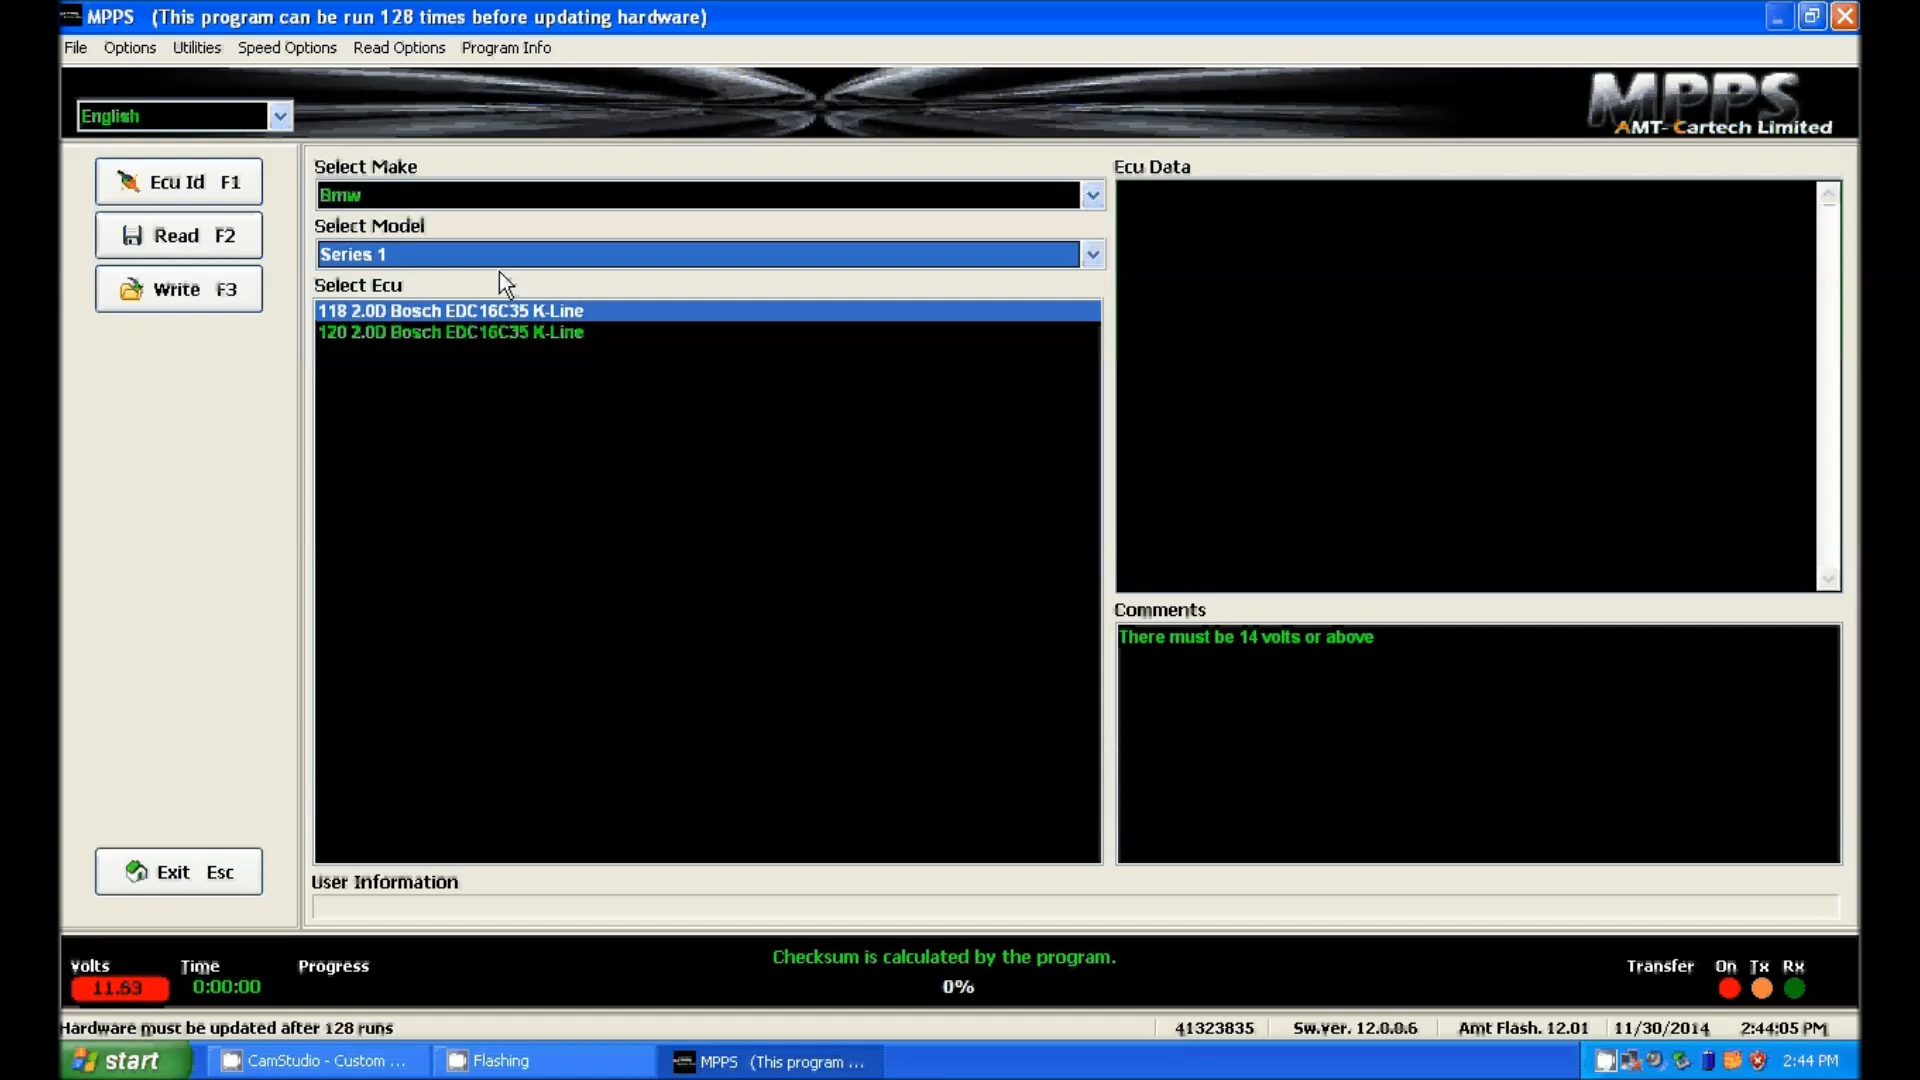 MPPS (This program can be run 128 times before updating hardware)
File Options Utilities Speed Options Read Options Program Info
English
MPPS
AMT- Cartech Limited
Ecu Id F1
Read F2
Write F3
Exit Esc
Select Make
Bmw
Select Model
Series 1
Select Ecu
118 2.0D Bosch EDC16C35 K-Line
120 2.0D Bosch EDC16C35 K-Line
Ecu Data
Comments
There must be 14 volts or above
User Information
Volts Time Progress
11.63 0:00:00
Checksum is calculated by the program.
0%
Transfer On Tx Rx
Hardware must be updated after 128 runs 41323835 Sw.ver. 12.0.0.6 Amt Flash. 12.01 11/30/2014 2:44:05 PM
start CamStudio - Custom ... Flashing MPPS (This program ... 2:44 PM